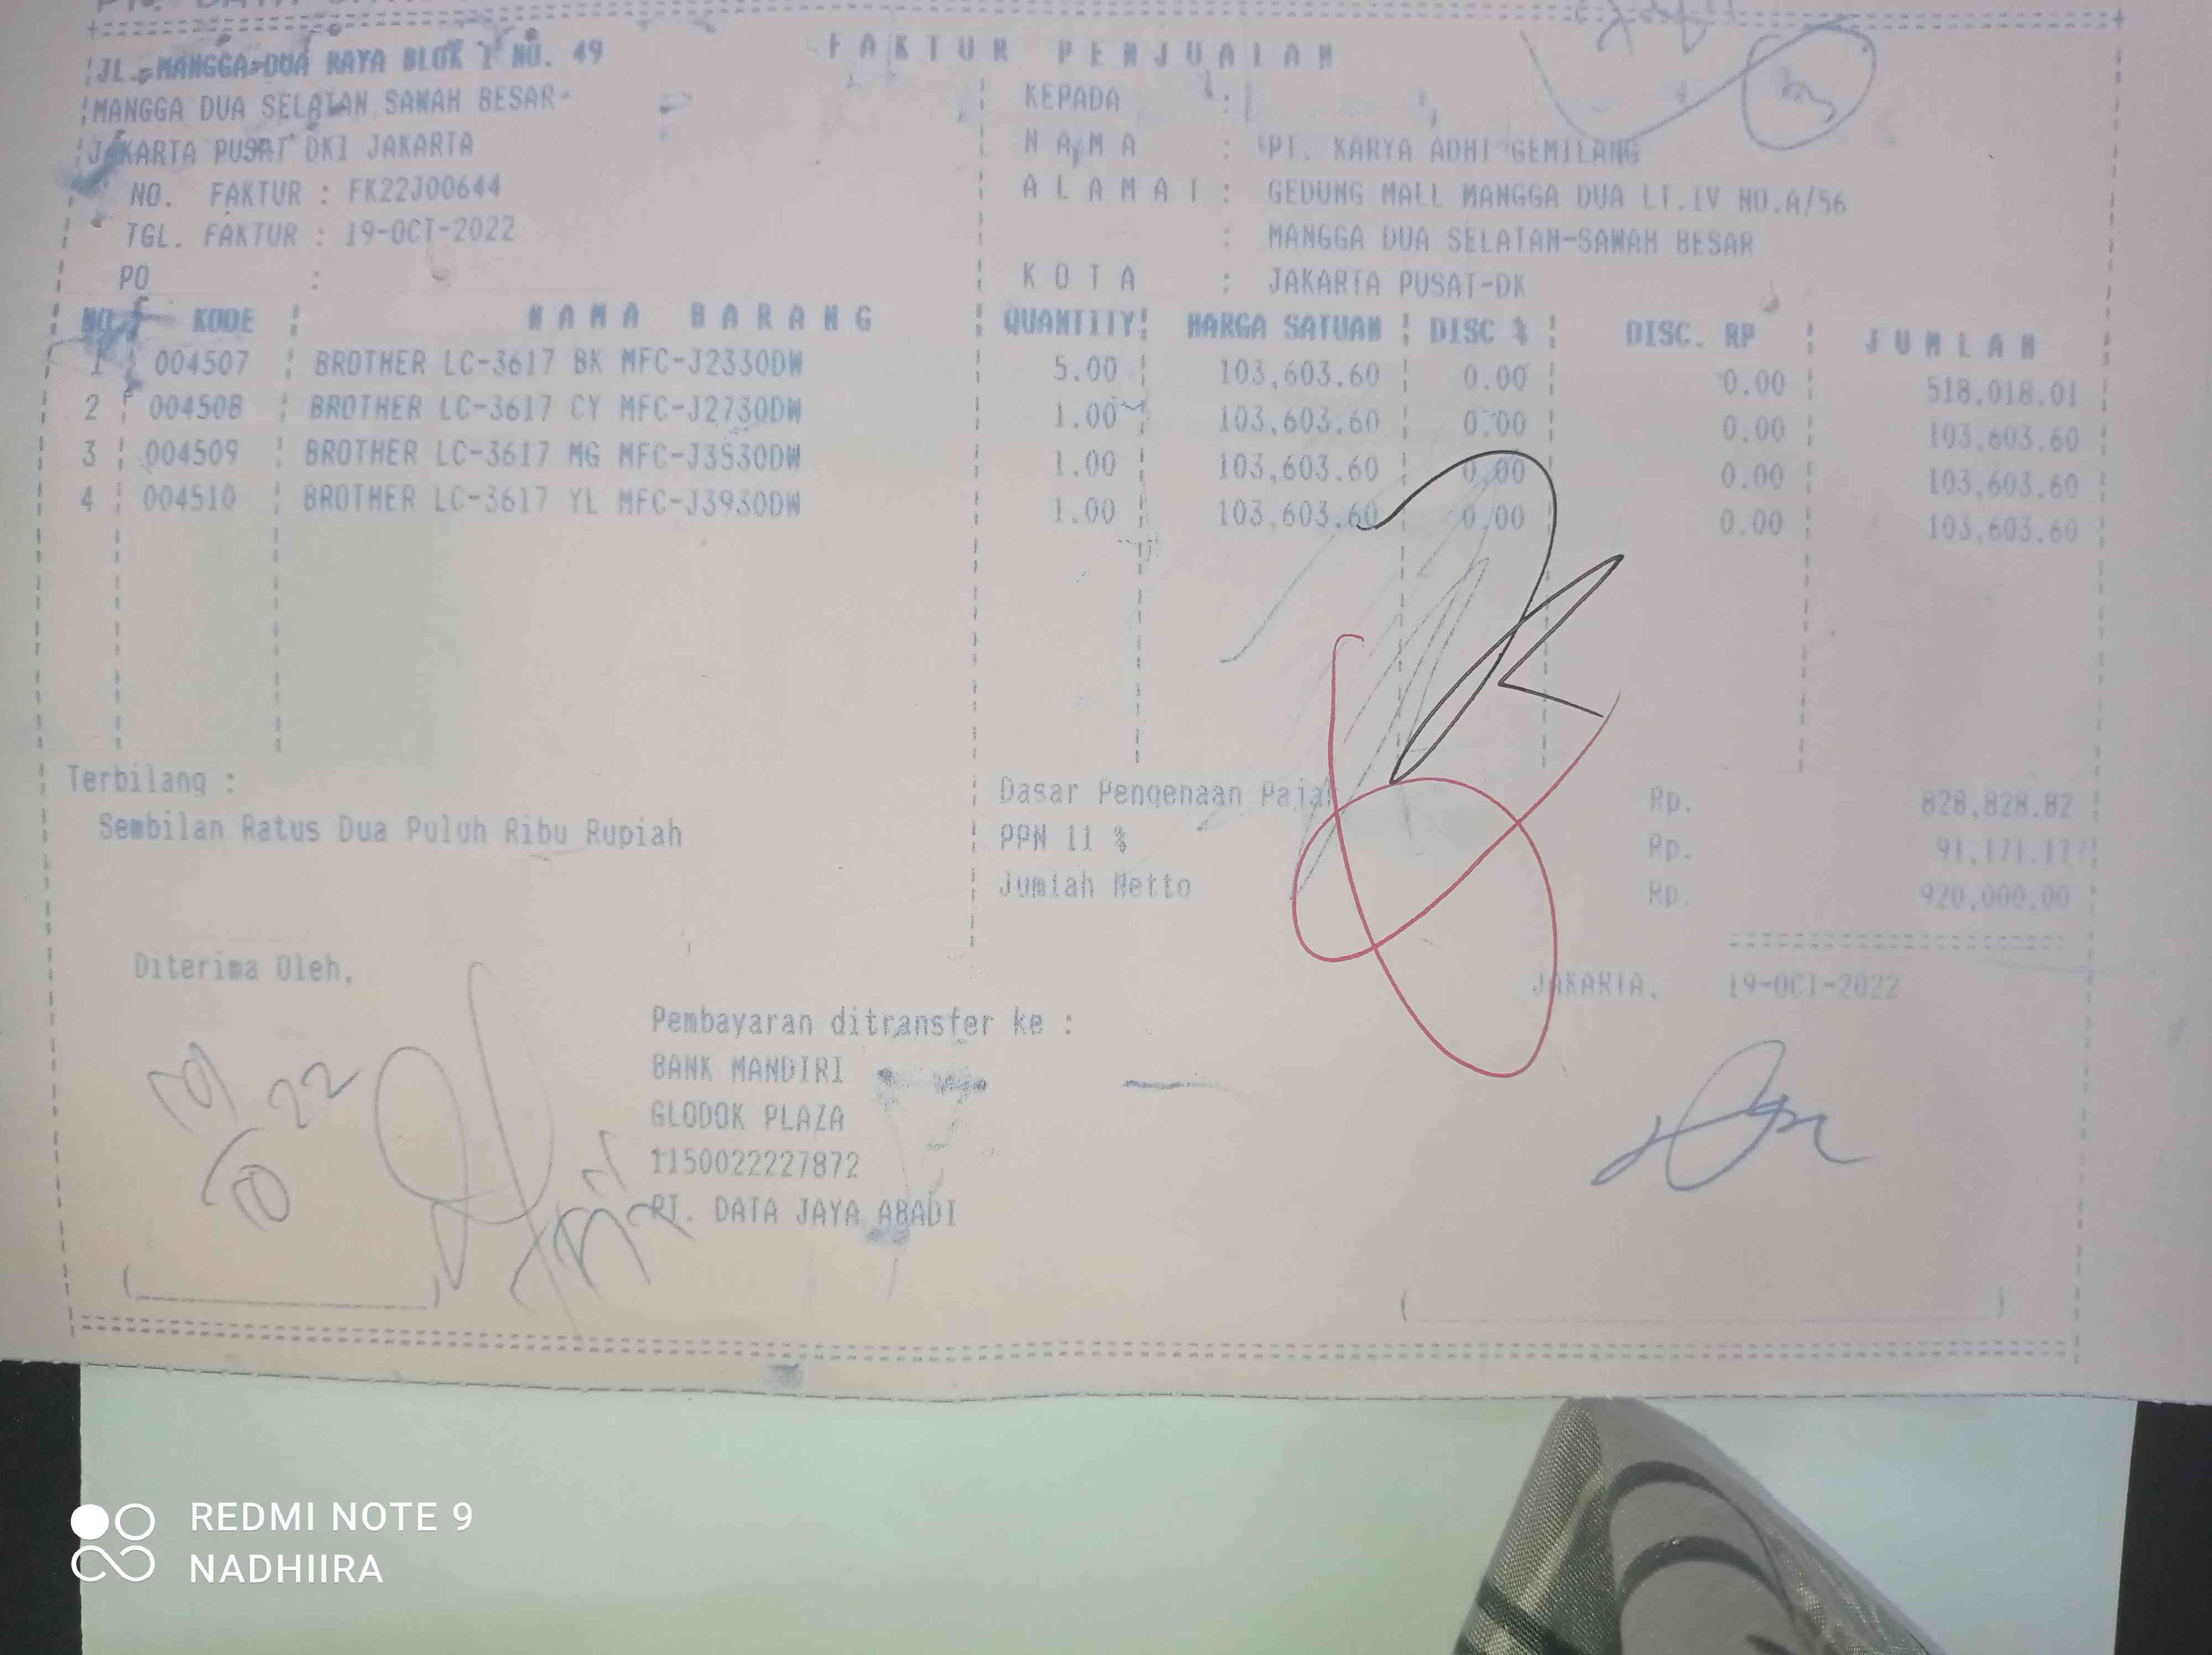 JL. MANGGA DUA RAYA BLOK I NO. 49
FAKTUR PENJUALAN
MANGGA DUA SELATAN SAWAH BESAR-
KEPADA :
JAKARTA PUSAT DKI JAKARTA
NAMA : PT. KARYA ADHI GEMILANG
NO. FAKTUR : FK22J00644
ALAMAT : GEDUNG MALL MANGGA DUA LT.IV NO.A/56
TGL. FAKTUR : 19-OCT-2022
: MANGGA DUA SELATAN-SAWAH BESAR
PO :
KOTA : JAKARTA PUSAT-DK
NO. KODE NAMA BARANG QUANTITY HARGA SATUAN DISC % DISC. RP JUMLAH
1 004507 BROTHER LC-3617 BK MFC-J2330DW 5.00 103,603.60 0.00 0.00 518,018.01
2 004508 BROTHER LC-3617 CY MFC-J2730DW 1.00 103,603.60 0.00 0.00 103,603.60
3 004509 BROTHER LC-3617 MG MFC-J3530DW 1.00 103,603.60 0.00 0.00 103,603.60
4 004510 BROTHER LC-3617 YL MFC-J3930DW 1.00 103,603.60 0.00 0.00 103,603.60
Terbilang :
Sembilan Ratus Dua Puluh Ribu Rupiah
Dasar Pengenaan Pajak Rp. 828,828.82
PPN 11 % Rp. 91,171.17
Jumlah Netto Rp. 920,000.00
Diterima Oleh,
JAKARTA, 19-OCT-2022
Pembayaran ditransfer ke :
BANK MANDIRI
GLODOK PLAZA
1150022227872
PT. DATA JAYA ABADI
19/10 22
REDMI NOTE 9
NADHIIRA